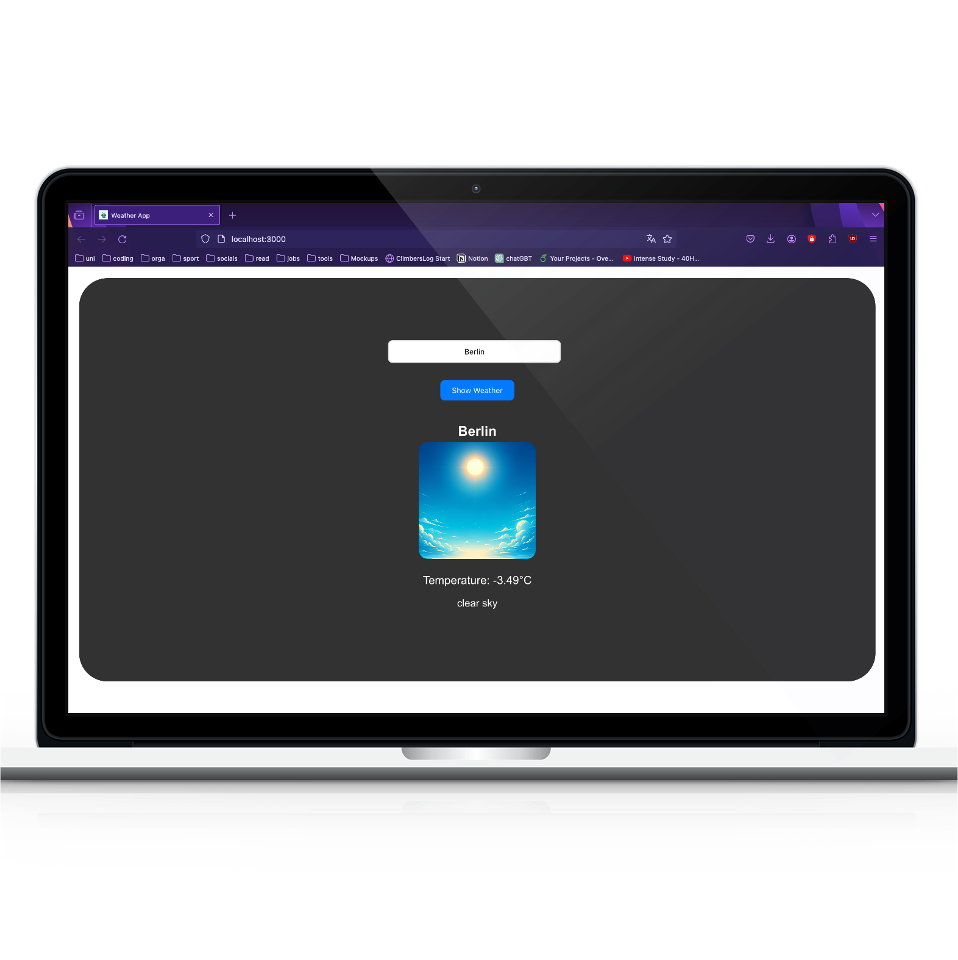 Weather App
localhost:3000
uni coding orga sport socials read jobs tools Mockups ClimbersLog Start Notion chatGBT Your Projects - Ove... Intense Study - 40H...
Berlin
Show Weather
Berlin
Temperature: -3.49°C
clear sky